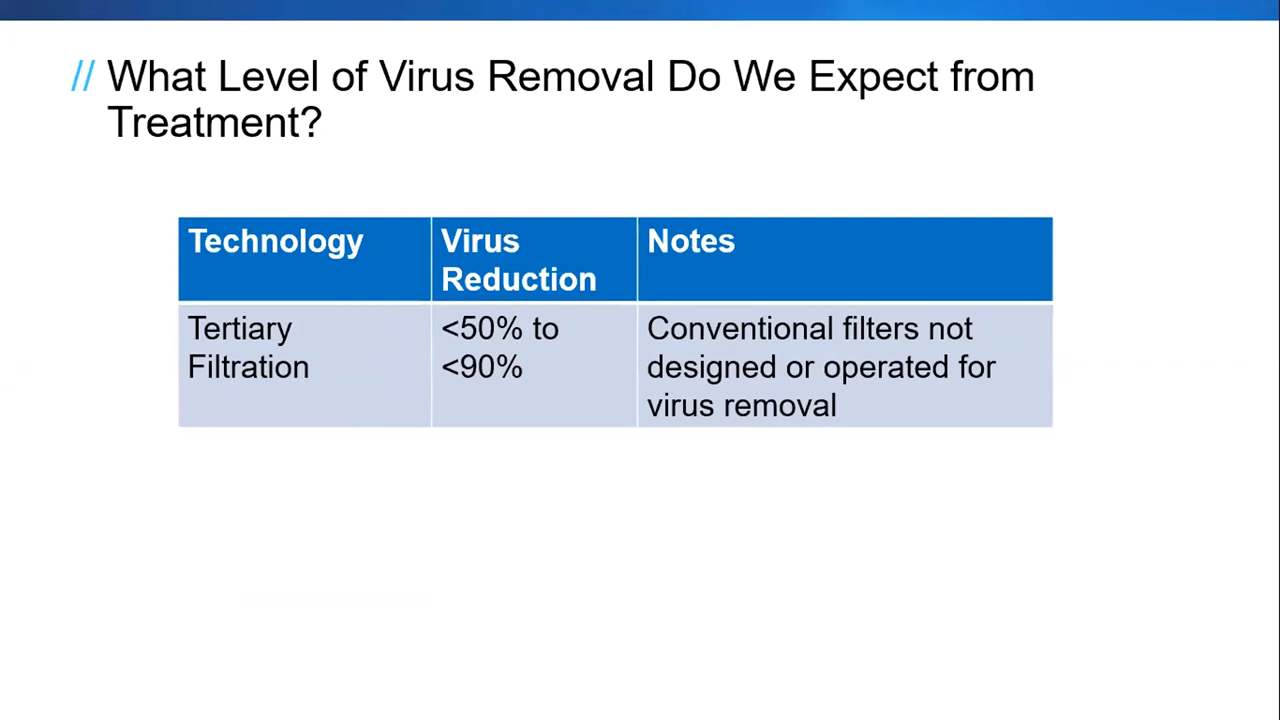 // What Level of Virus Removal Do We Expect from
Treatment?
Technology
Virus
Reduction
Notes
Tertiary
Filtration
<50% to
<90%
Conventional filters not
designed or operated for
virus removal